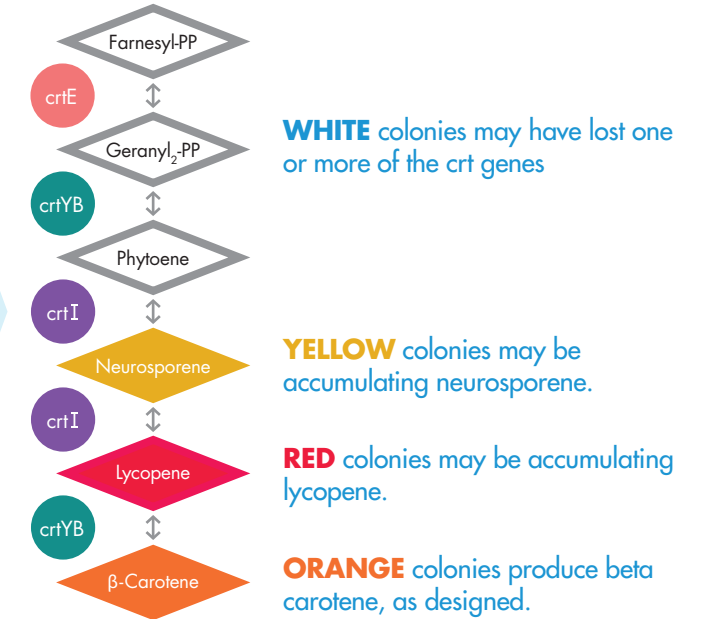 Farnesyl-PP
crtE
Geranyl₂-PP
WHITE colonies may have lost one
or more of the crt genes
crtYB
Phytoene
crtI
Neurosporene
YELLOW colonies may be
accumulating neurosporene.
crtI
Lycopene
RED colonies may be accumulating
lycopene.
crtYB
β-Carotene
ORANGE colonies produce beta
carotene, as designed.